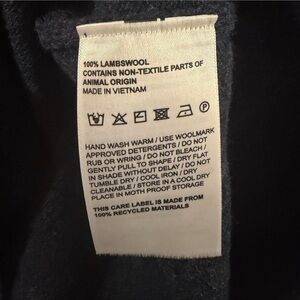 100% LAMBSWOOL
CONTAINS NON-TEXTILE PARTS OF
ANIMAL ORIGIN
MADE IN VIETNAM
P
HAND WASH WARM / USE WOOLMARK
APPROVED DETERGENTS / DO NOT
RUB OR WRING / DO NOT BLEACH /
GENTLY PULL TO SHAPE / DRY FLAT
IN SHADE WITHOUT DELAY / DO NOT
TUMBLE DRY / COOL IRON / DRY
CLEANABLE / STORE IN A COOL DRY
PLACE IN MOTH PROOF STORAGE
THIS CARE LABEL IS MADE FROM
100% RECYCLED MATERIALS